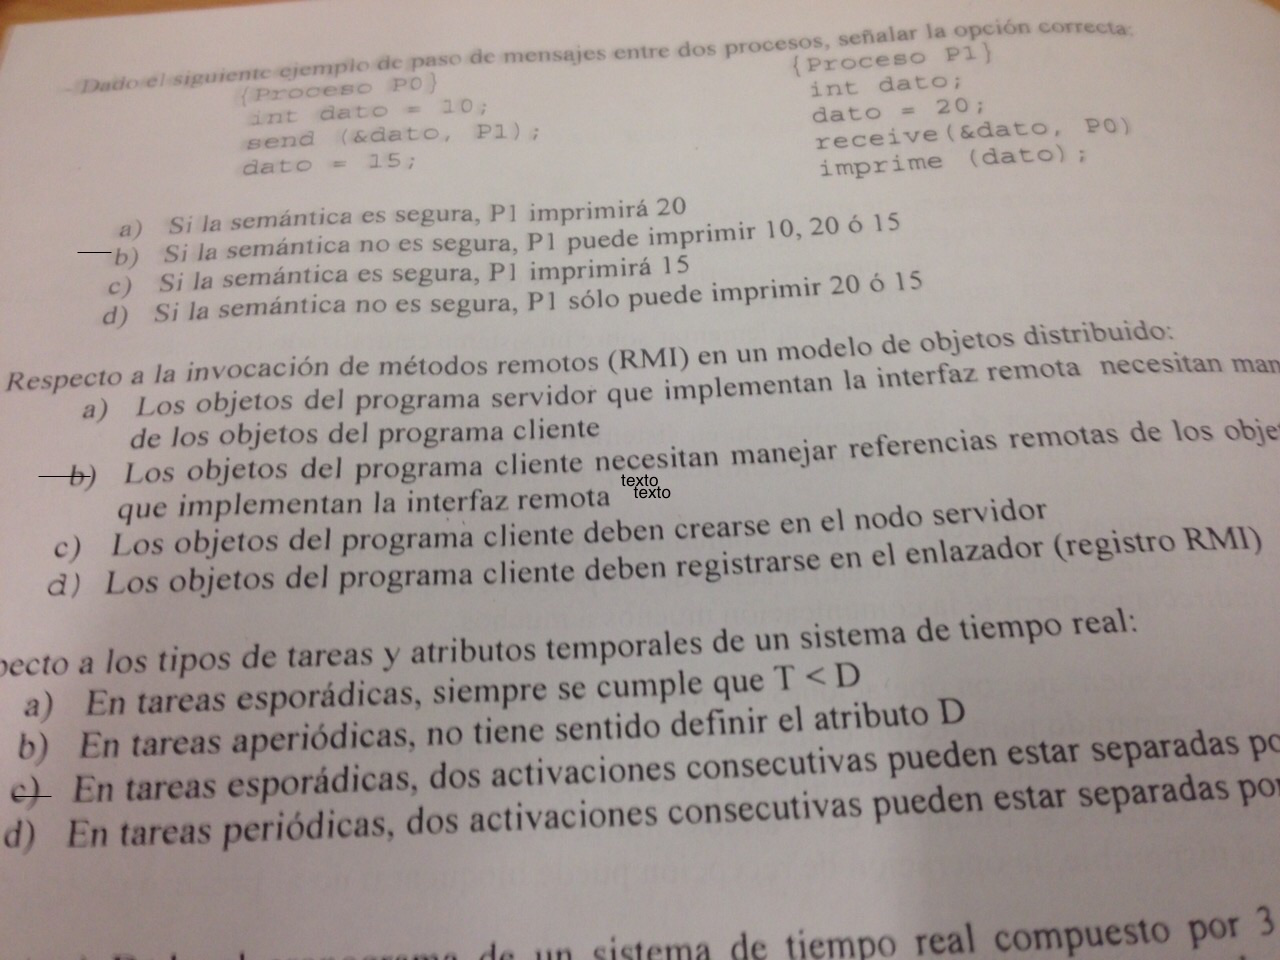 - Dado el siguiente ejemplo de paso de mensajes entre dos procesos, señalar la opción correcta:
{Proceso P0}
int dato = 10;
send (&dato, P1);
dato = 15;
{Proceso P1}
int dato;
dato = 20;
receive(&dato, P0)
imprime (dato);
a) Si la semántica es segura, P1 imprimirá 20
b) Si la semántica no es segura, P1 puede imprimir 10, 20 ó 15
c) Si la semántica es segura, P1 imprimirá 15
d) Si la semántica no es segura, P1 sólo puede imprimir 20 ó 15
Respecto a la invocación de métodos remotos (RMI) en un modelo de objetos distribuido:
a) Los objetos del programa servidor que implementan la interfaz remota necesitan man
de los objetos del programa cliente
b) Los objetos del programa cliente necesitan manejar referencias remotas de los obje
que implementan la interfaz remota
texto
texto
c) Los objetos del programa cliente deben crearse en el nodo servidor
d) Los objetos del programa cliente deben registrarse en el enlazador (registro RMI)
pecto a los tipos de tareas y atributos temporales de un sistema de tiempo real:
a) En tareas esporádicas, siempre se cumple que T < D
b) En tareas aperiódicas, no tiene sentido definir el atributo D
c) En tareas esporádicas, dos activaciones consecutivas pueden estar separadas po
d) En tareas periódicas, dos activaciones consecutivas pueden estar separadas por
de un sistema de tiempo real compuesto por 3